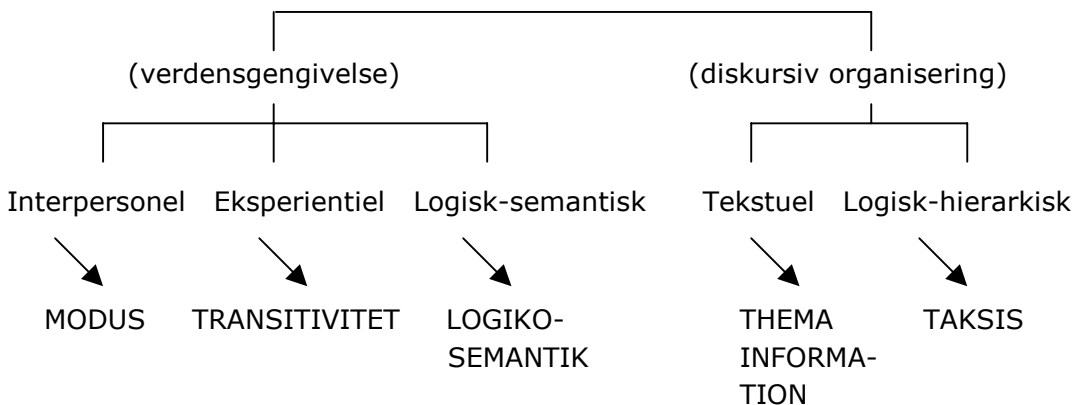 (verdensgengivelse) (diskursiv organisering)
Interpersonel Eksperientiel Logisk-semantisk Tekstuel Logisk-hierarkisk
MODUS TRANSITIVITET LOGIKO- THEMA TAKSIS
SEMANTIK INFORMA-
TION